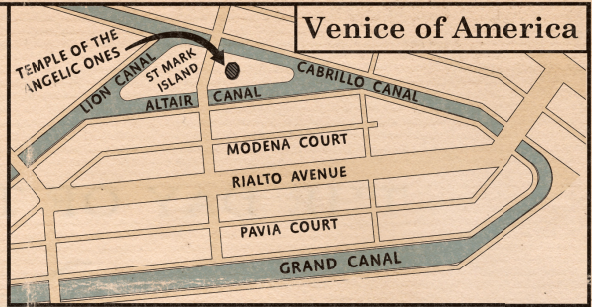 Venice of America
TEMPLE OF THE
ANGELIC ONES
LION CANAL
ST MARK
ISLAND
CABRILLO CANAL
ALTAIR CANAL
MODENA COURT
RIALTO AVENUE
PAVIA COURT
GRAND CANAL